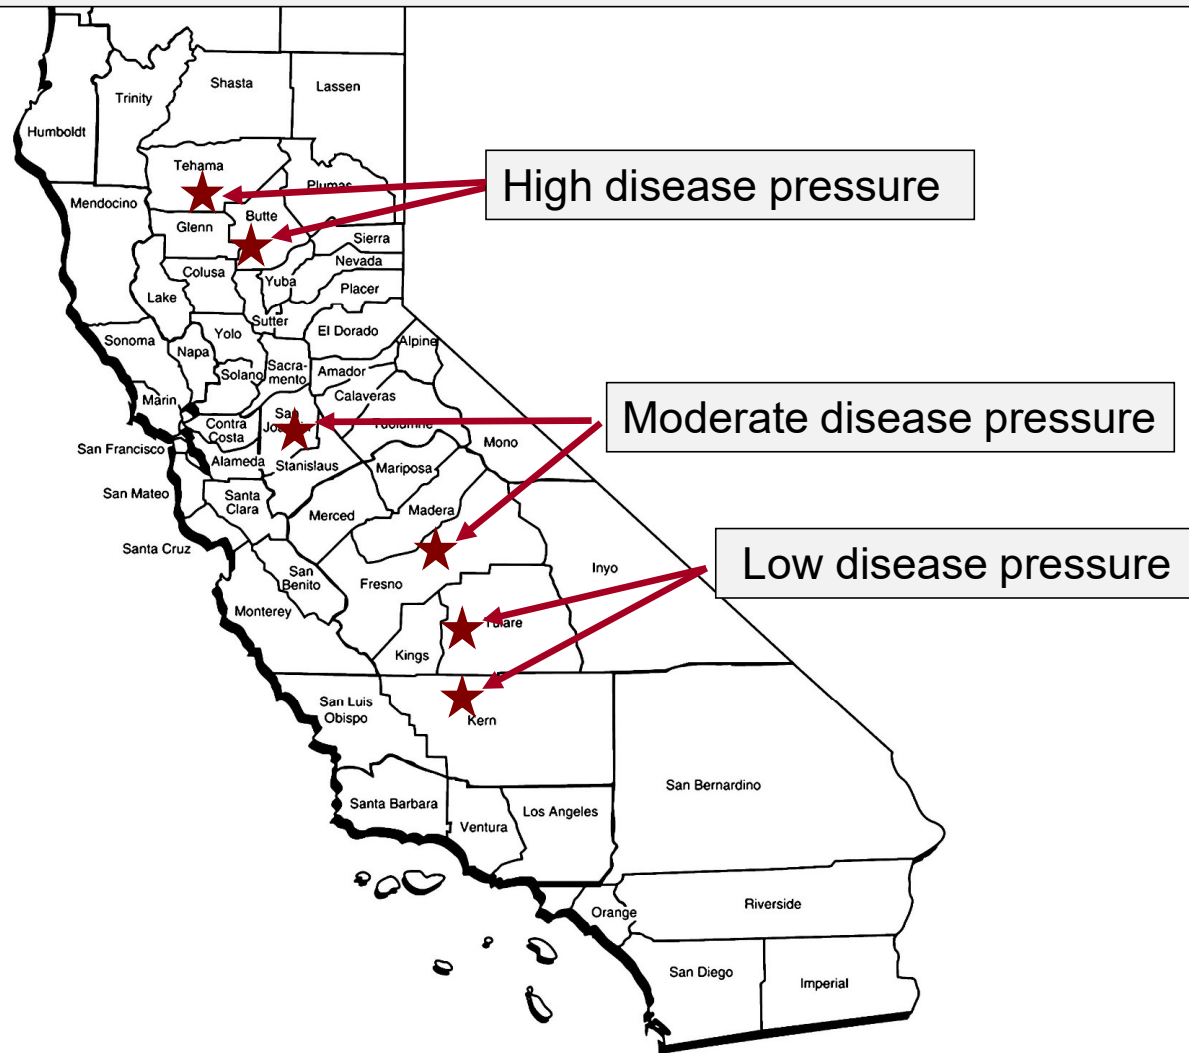 Shasta
Lassen
Trinity
Humboldt
Tehama
High disease pressure
Plumas
Mendocino
Butte
Glenn
Sierra
Nevada
Colusa
Yuba
Placer
Lake
Sutter
El Dorado
Yolo
Sonoma
Alpine
Napa
Sacra-
mento
Solano
Amador
Calaveras
Marin
Moderate disease pressure
San
Contra
Costa
Tuolumne
Mono
San Francisco
Alameda
Stanislaus
Mariposa
San Mateo
Santa
Clara
Madera
Merced
Santa Cruz
Low disease pressure
Inyo
San
Benito
Fresno
Monterey
Tulare
Kings
San Luis
Obispo
Kern
San Bernardino
Santa Barbara
Los Angeles
Ventura
Riverside
Orange
San Diego
Imperial